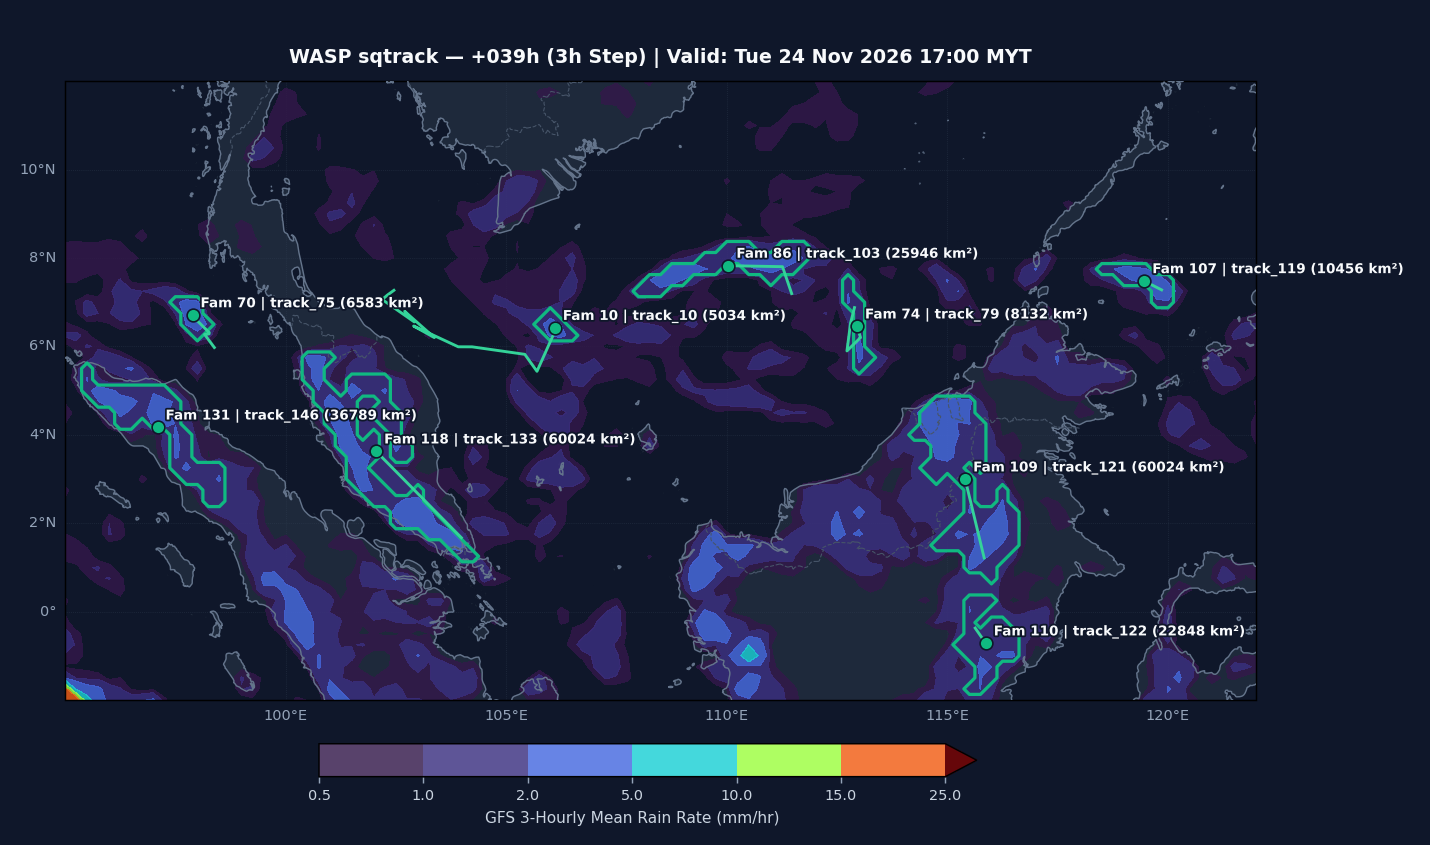 WASP sqtrack — +039h (3h Step) | Valid: Tue 24 Nov 2026 17:00 MYT
10°N
8°N
6°N
4°N
2°N
0°
Fam 86 | track_103 (25946 km²)
Fam 107 | track_119 (10456 km²)
Fam 70 | track_75 (6583 km²)
Fam 10 | track_10 (5034 km²)
Fam 74 | track_79 (8132 km²)
Fam 131 | track_146 (36789 km²)
Fam 118 | track_133 (60024 km²)
Fam 109 | track_121 (60024 km²)
Fam 110 | track_122 (22848 km²)
100°E 105°E 110°E 115°E 120°E
0.5 1.0 2.0 5.0 10.0 15.0 25.0
GFS 3-Hourly Mean Rain Rate (mm/hr)